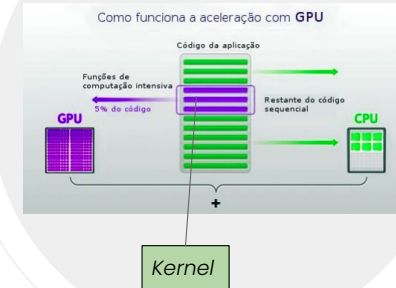 Como funciona a aceleração com GPU
Código da aplicação
Funções de
computação intensiva
5% do código
Restante do código
sequencial
GPU
CPU
+
Kernel